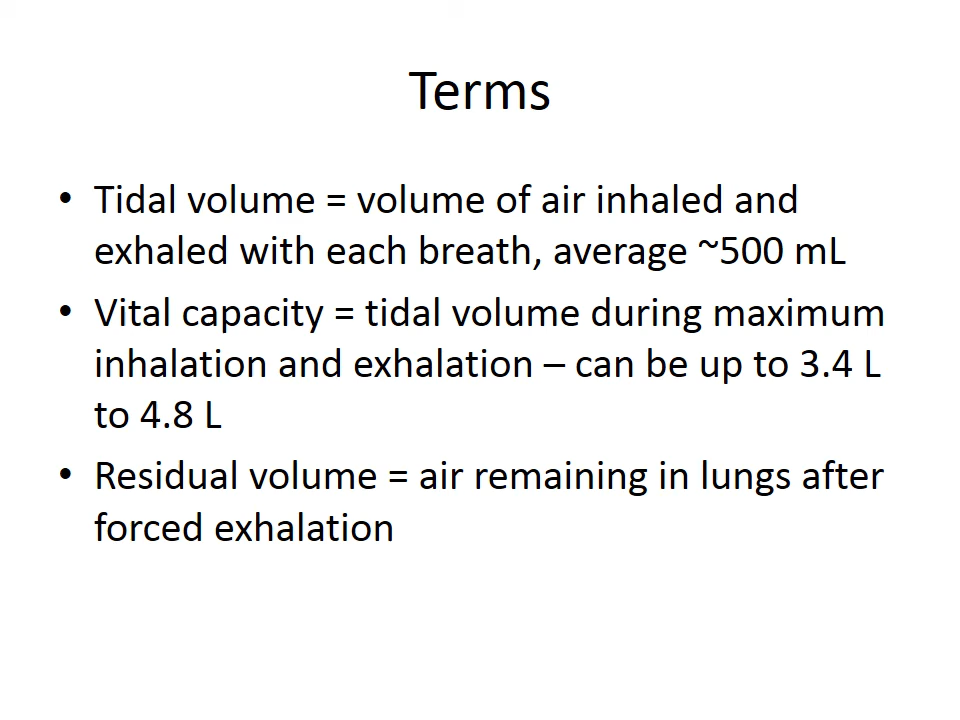 Terms
• Tidal volume = volume of air inhaled and
exhaled with each breath, average ~500 mL
• Vital capacity = tidal volume during maximum
inhalation and exhalation – can be up to 3.4 L
to 4.8 L
• Residual volume = air remaining in lungs after
forced exhalation